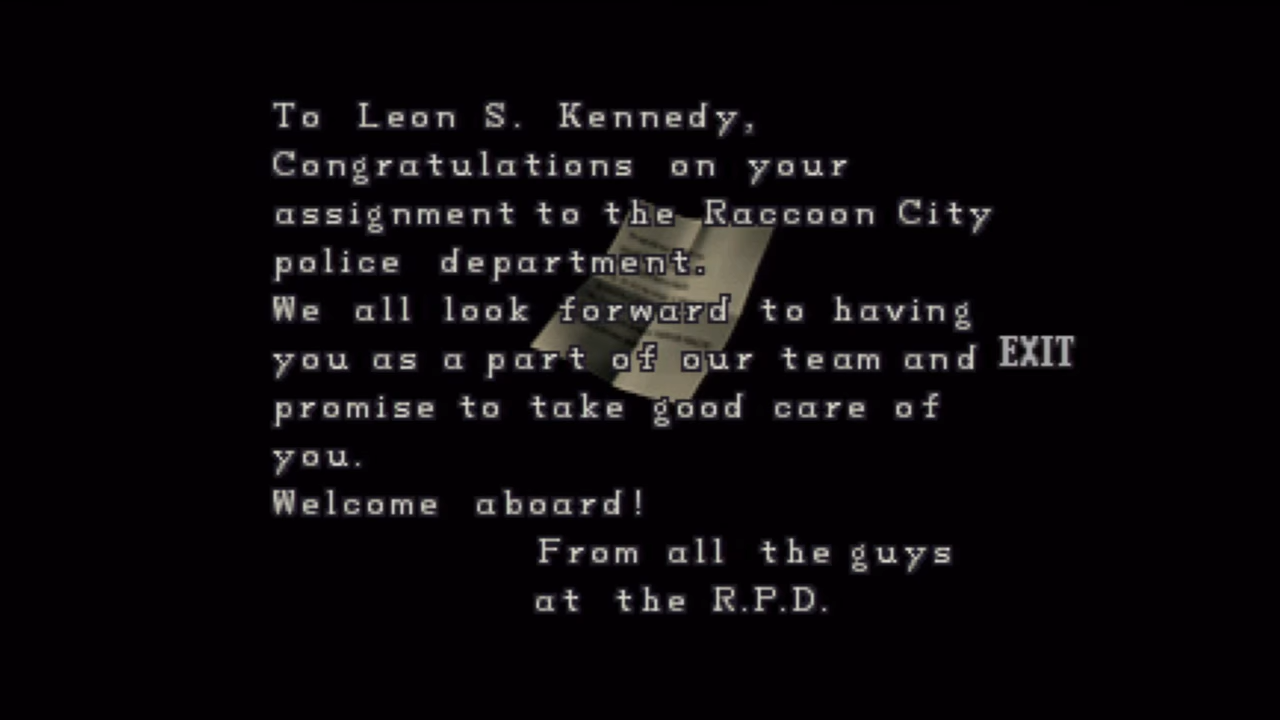 To Leon S. Kennedy,
Congratulations on your
assignment to the Raccoon City
police department.
We all look forward to having
you as a part of our team and
EXIT
promise to take good care of
you.
Welcome aboard!
From all the guys
at the R.P.D.